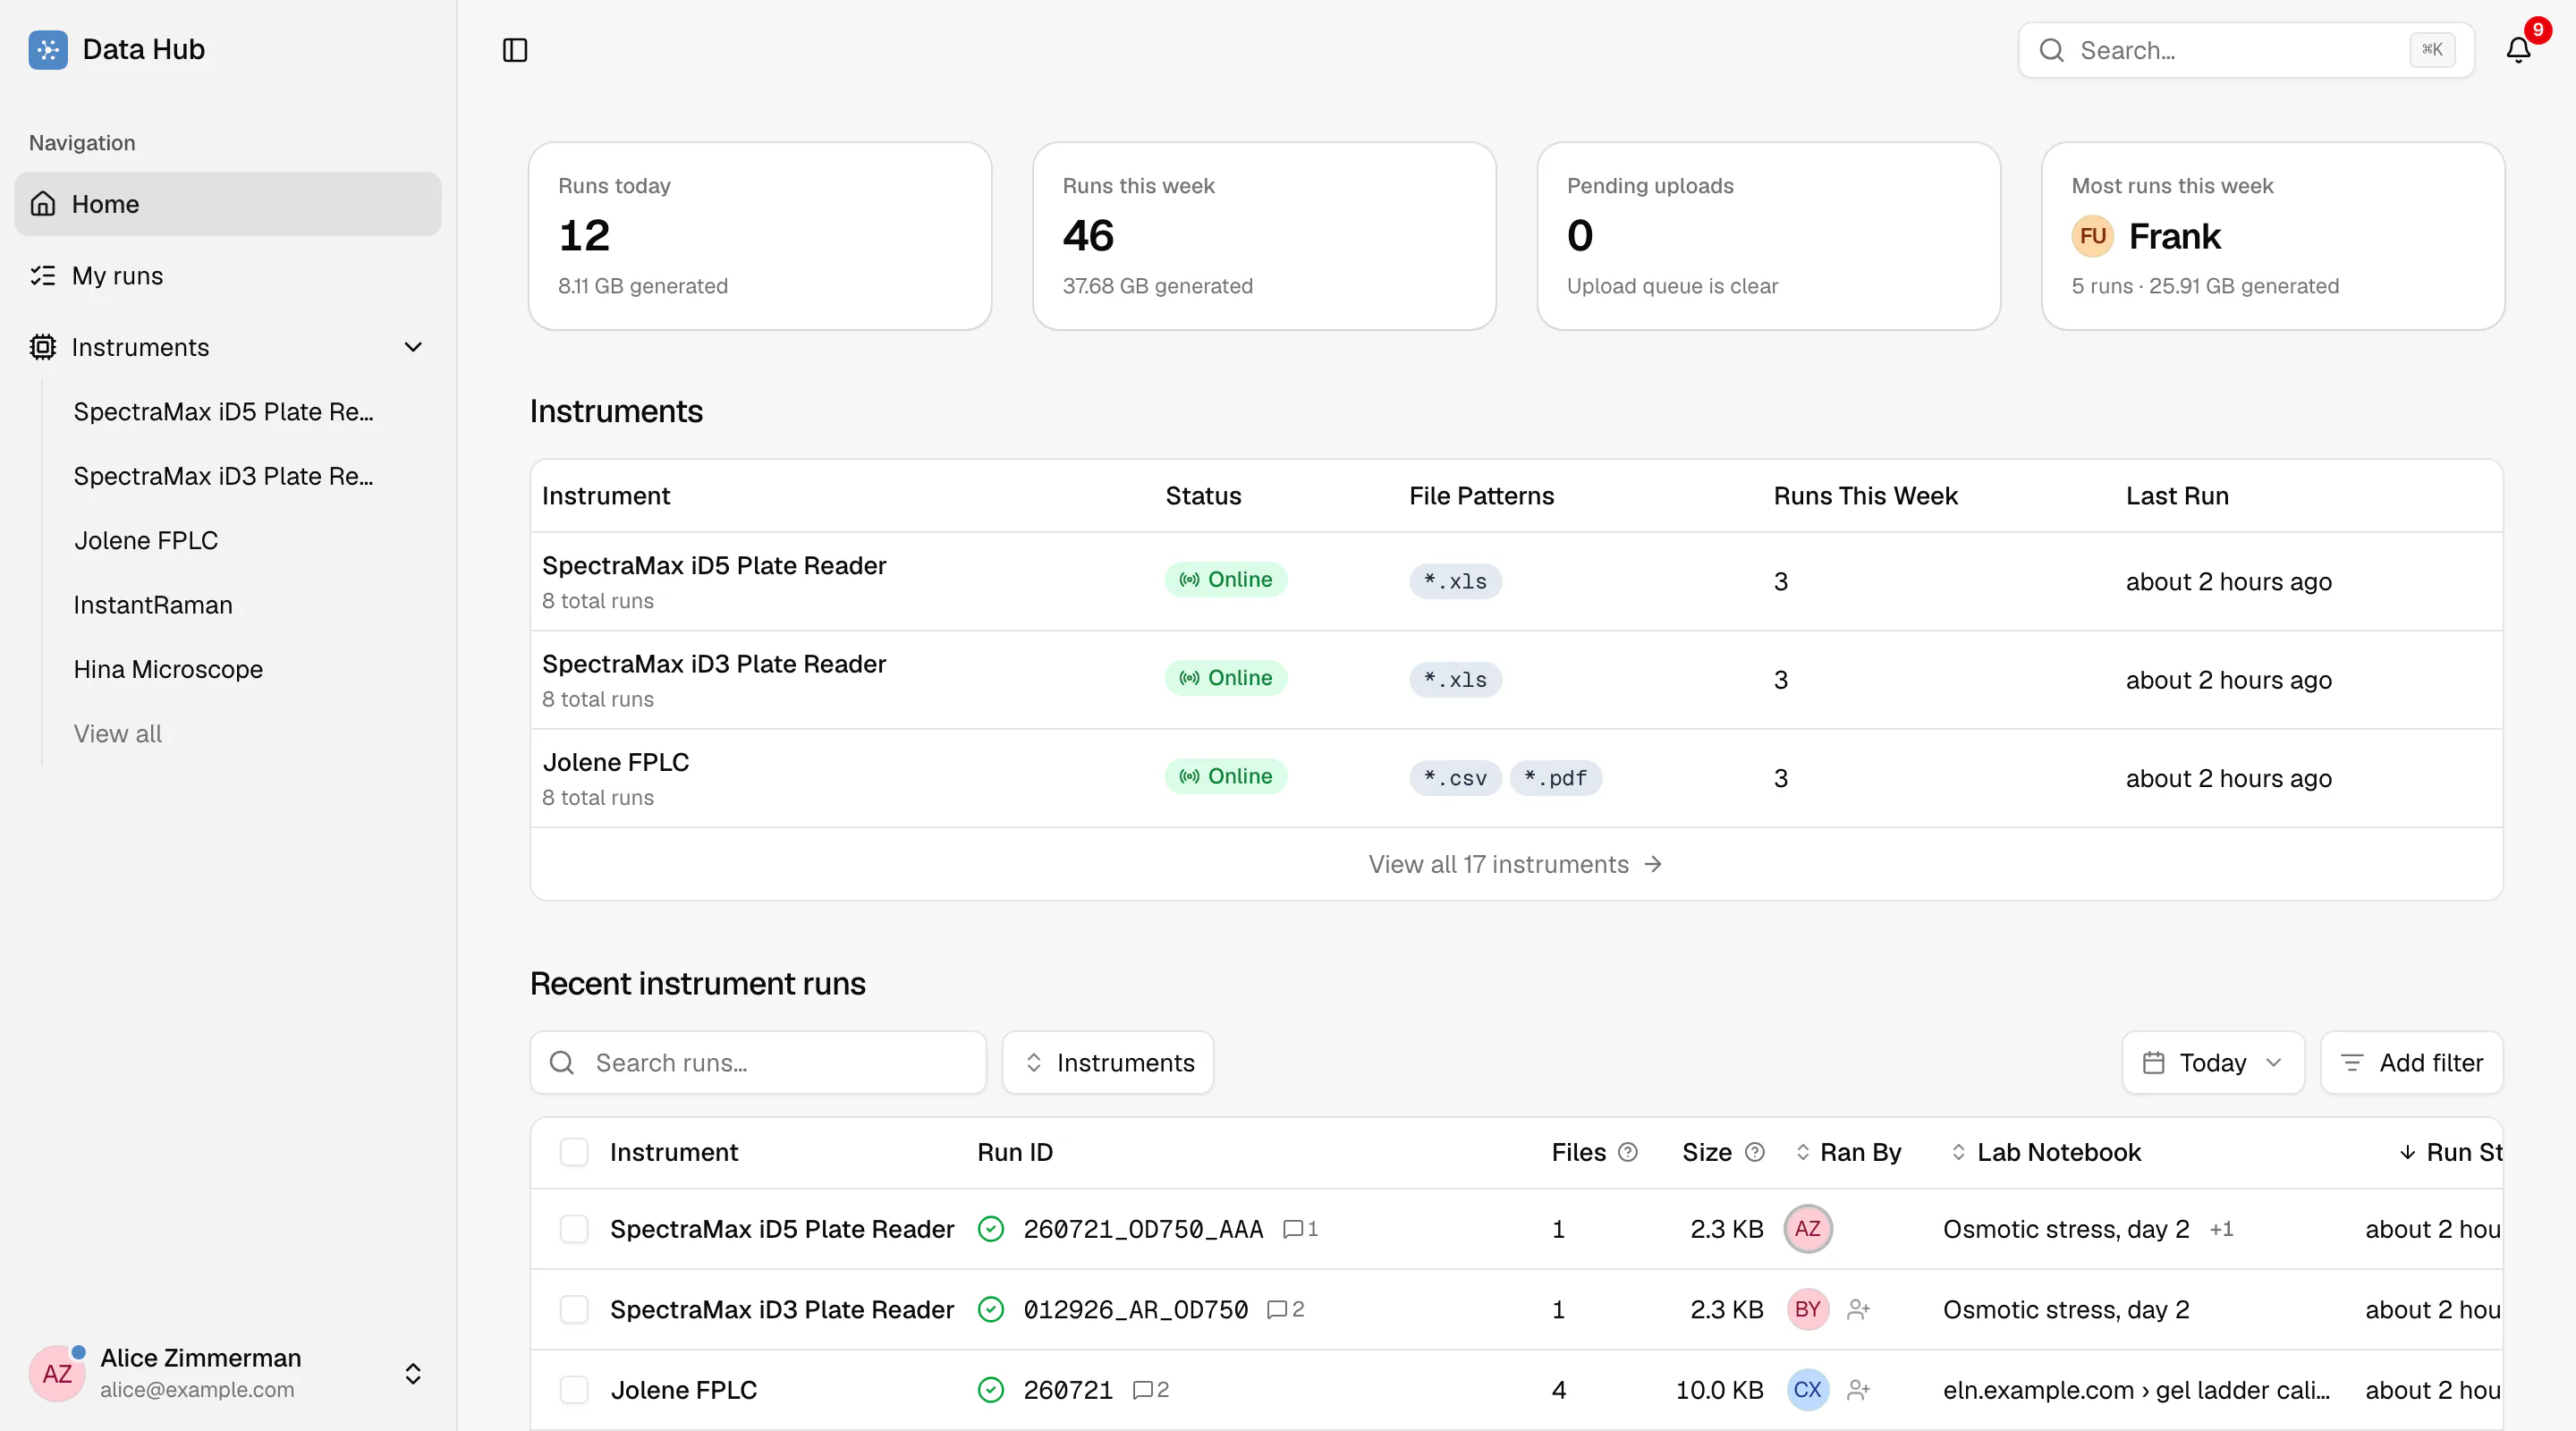 Data Hub
Navigation
Home
My runs
Instruments
SpectraMax iD5 Plate Re...
SpectraMax iD3 Plate Re...
Jolene FPLC
InstantRaman
Hina Microscope
View all
AZ
Alice Zimmerman
alice@example.com
Search...
⌘K
9
Runs today
12
8.11 GB generated
Runs this week
46
37.68 GB generated
Pending uploads
0
Upload queue is clear
Most runs this week
FU Frank
5 runs · 25.91 GB generated
Instruments
Instrument Status File Patterns Runs This Week Last Run
SpectraMax iD5 Plate Reader
8 total runs
Online *.xls 3 about 2 hours ago
SpectraMax iD3 Plate Reader
8 total runs
Online *.xls 3 about 2 hours ago
Jolene FPLC
8 total runs
Online *.csv *.pdf 3 about 2 hours ago
View all 17 instruments →
Recent instrument runs
Search runs... Instruments Today Add filter
Instrument Run ID Files Size Ran By Lab Notebook Run St
SpectraMax iD5 Plate Reader 260721_OD750_AAA 1 1 2.3 KB AZ Osmotic stress, day 2 +1 about 2 hou
SpectraMax iD3 Plate Reader 012926_AR_OD750 2 1 2.3 KB BY Osmotic stress, day 2 about 2 hou
Jolene FPLC 260721 2 4 10.0 KB CX eln.example.com › gel ladder cali... about 2 hou